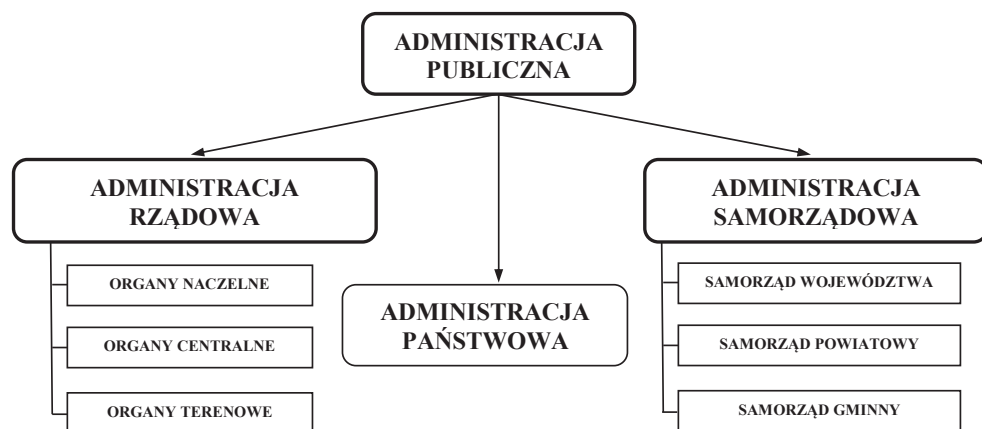 ADMINISTRACJA
PUBLICZNA
ADMINISTRACJA
RZĄDOWA
ORGANY NACZELNE
ORGANY CENTRALNE
ORGANY TERENOWE
ADMINISTRACJA
PAŃSTWOWA
ADMINISTRACJA
SAMORZĄDOWA
SAMORZĄD WOJEWÓDZTWA
SAMORZĄD POWIATOWY
SAMORZĄD GMINNY